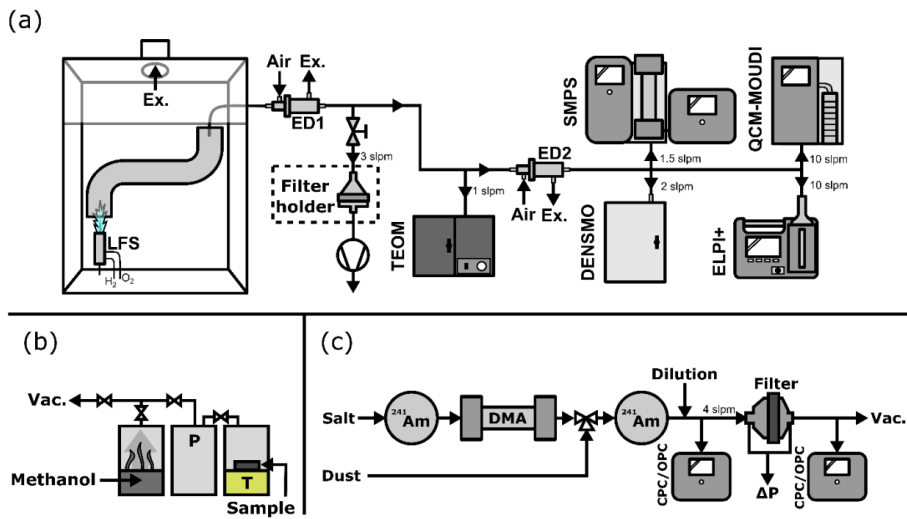 (a)
Ex.
LFS
H2
O2
Air
Ex.
ED1
3 slpm
Filter
holder
1 slpm
TEOM
ED2
Air
Ex.
SMPS
1.5 slpm
2 slpm
DENSMO
QCM-MOUDI
10 slpm
10 slpm
ELPI+
(b)
Vac.
P
Methanol
T
Sample
(c)
Salt
241Am
DMA
241Am
Dust
Dilution
4 slpm
Filter
Vac.
CPC/OPC
ΔP
CPC/OPC